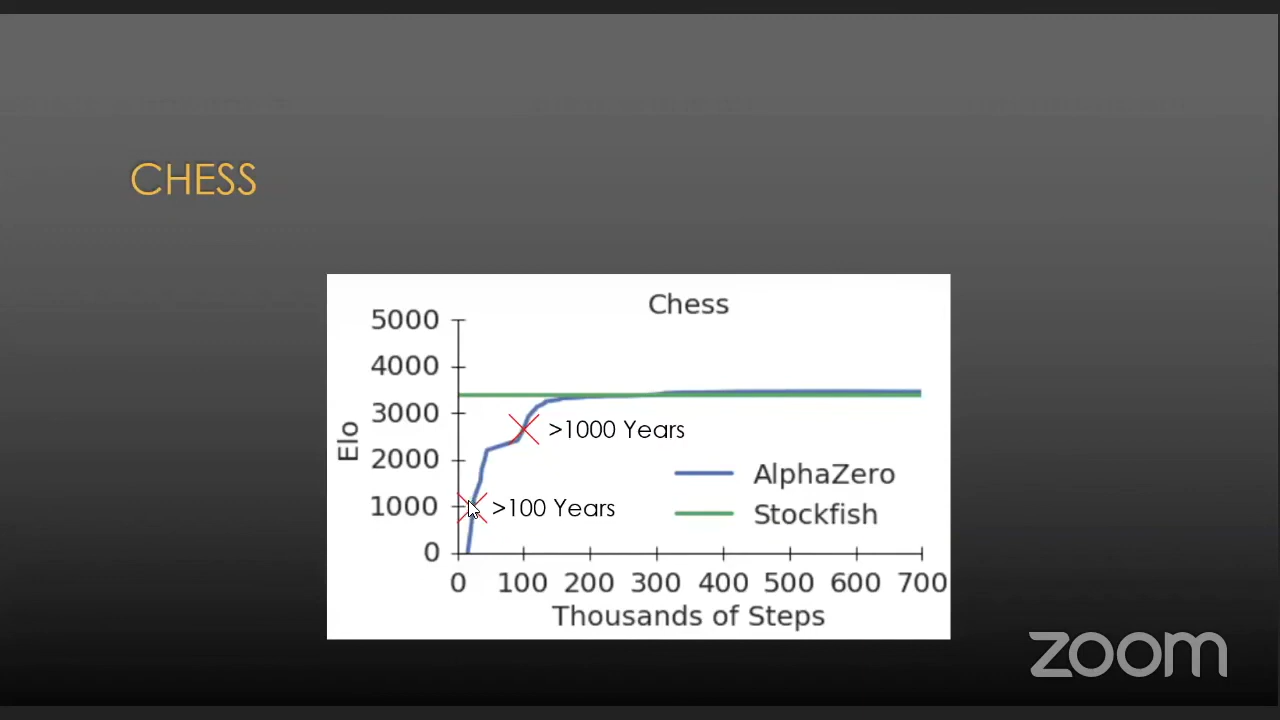 CHESS
Chess
5000
4000
3000
2000
1000
0
Elo
>1000 Years
>100 Years
AlphaZero
Stockfish
0 100 200 300 400 500 600 700
Thousands of Steps
zoom